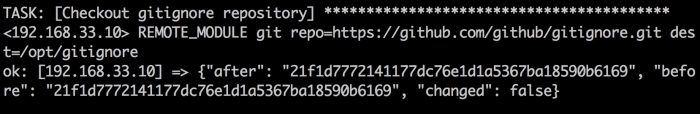 TASK: [Checkout gitignore repository] *****************************************
<192.168.33.10> REMOTE_MODULE git repo=https://github.com/github/gitignore.git des
t=/opt/gitignore
ok: [192.168.33.10] => {"after": "21f1d7772141177dc76e1d1a5367ba18590b6169", "befo
re": "21f1d7772141177dc76e1d1a5367ba18590b6169", "changed": false}